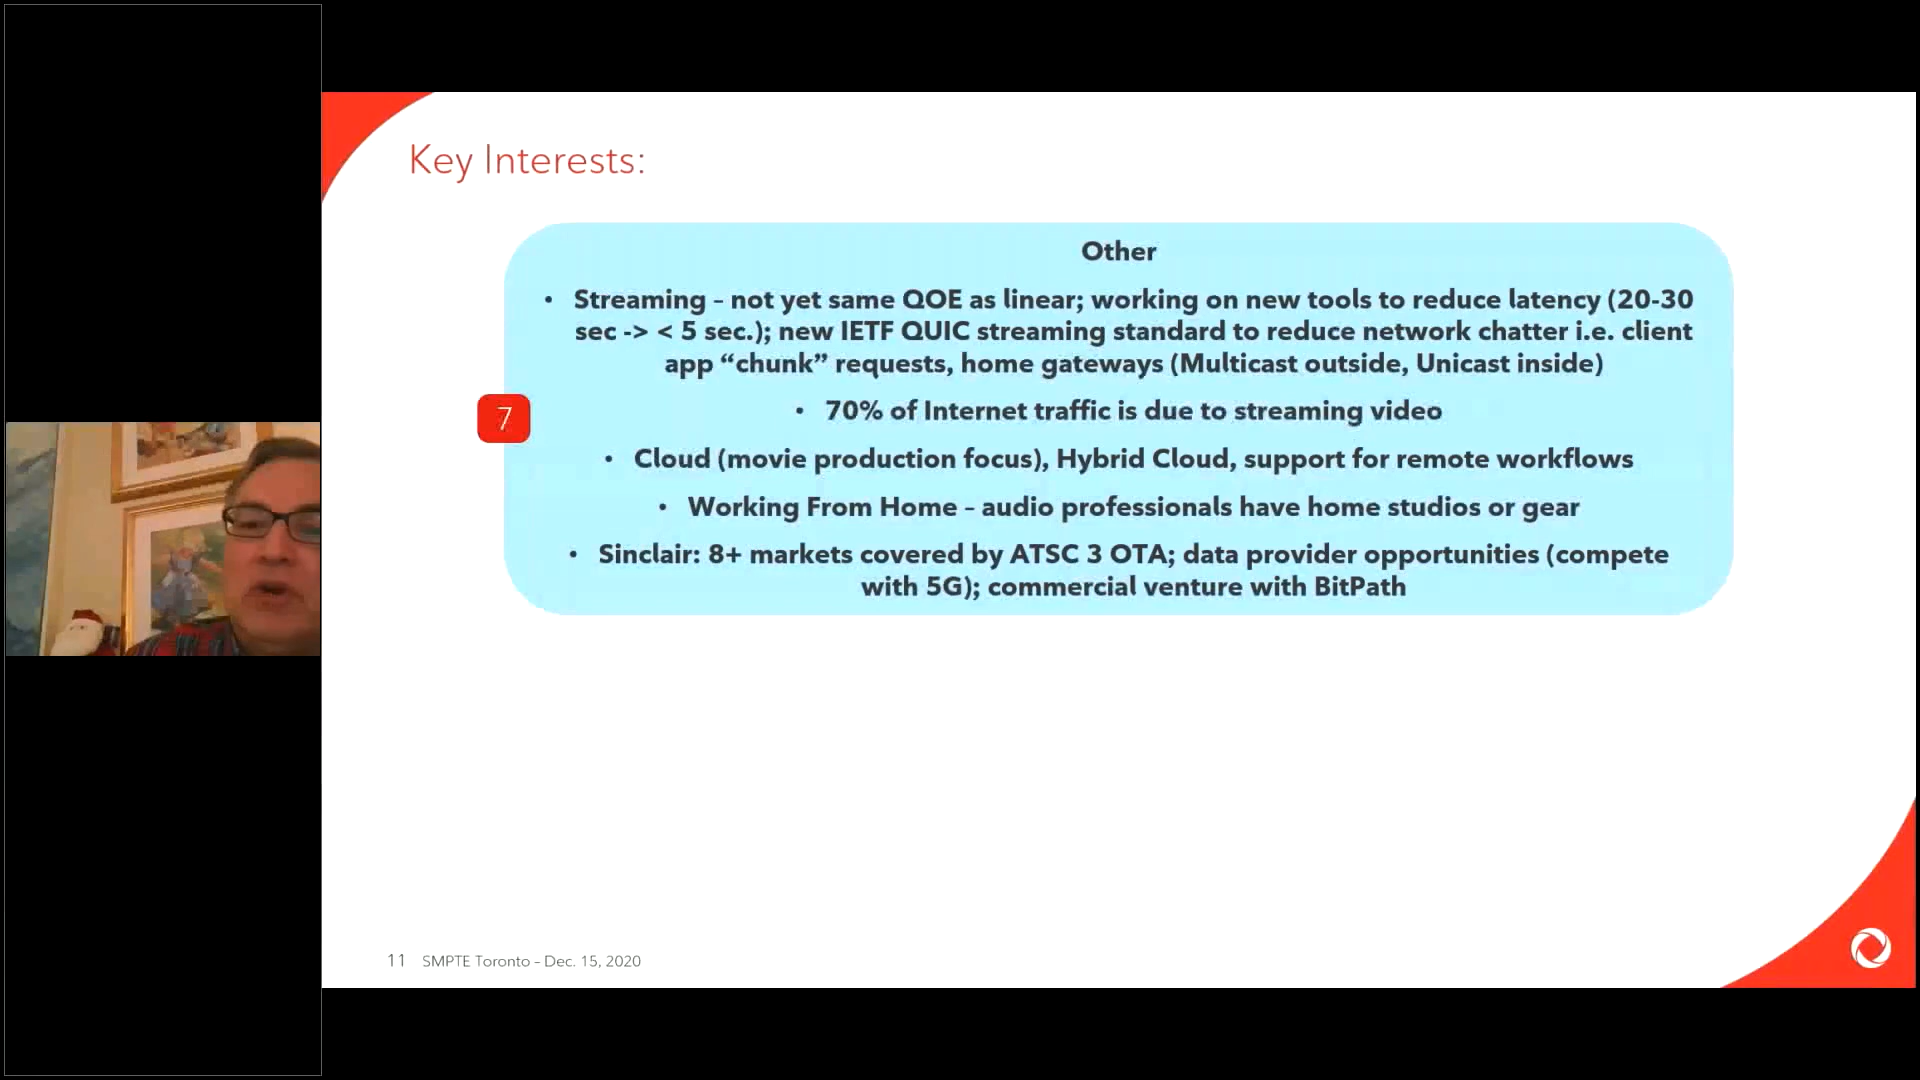 Key Interests:
Other
• Streaming – not yet same QOE as linear; working on new tools to reduce latency (20-30
sec -> < 5 sec.); new IETF QUIC streaming standard to reduce network chatter i.e. client
app “chunk” requests, home gateways (Multicast outside, Unicast inside)
7
• 70% of Internet traffic is due to streaming video
• Cloud (movie production focus), Hybrid Cloud, support for remote workflows
• Working From Home – audio professionals have home studios or gear
• Sinclair: 8+ markets covered by ATSC 3 OTA; data provider opportunities (compete
with 5G); commercial venture with BitPath
11 SMPTE Toronto – Dec. 15, 2020